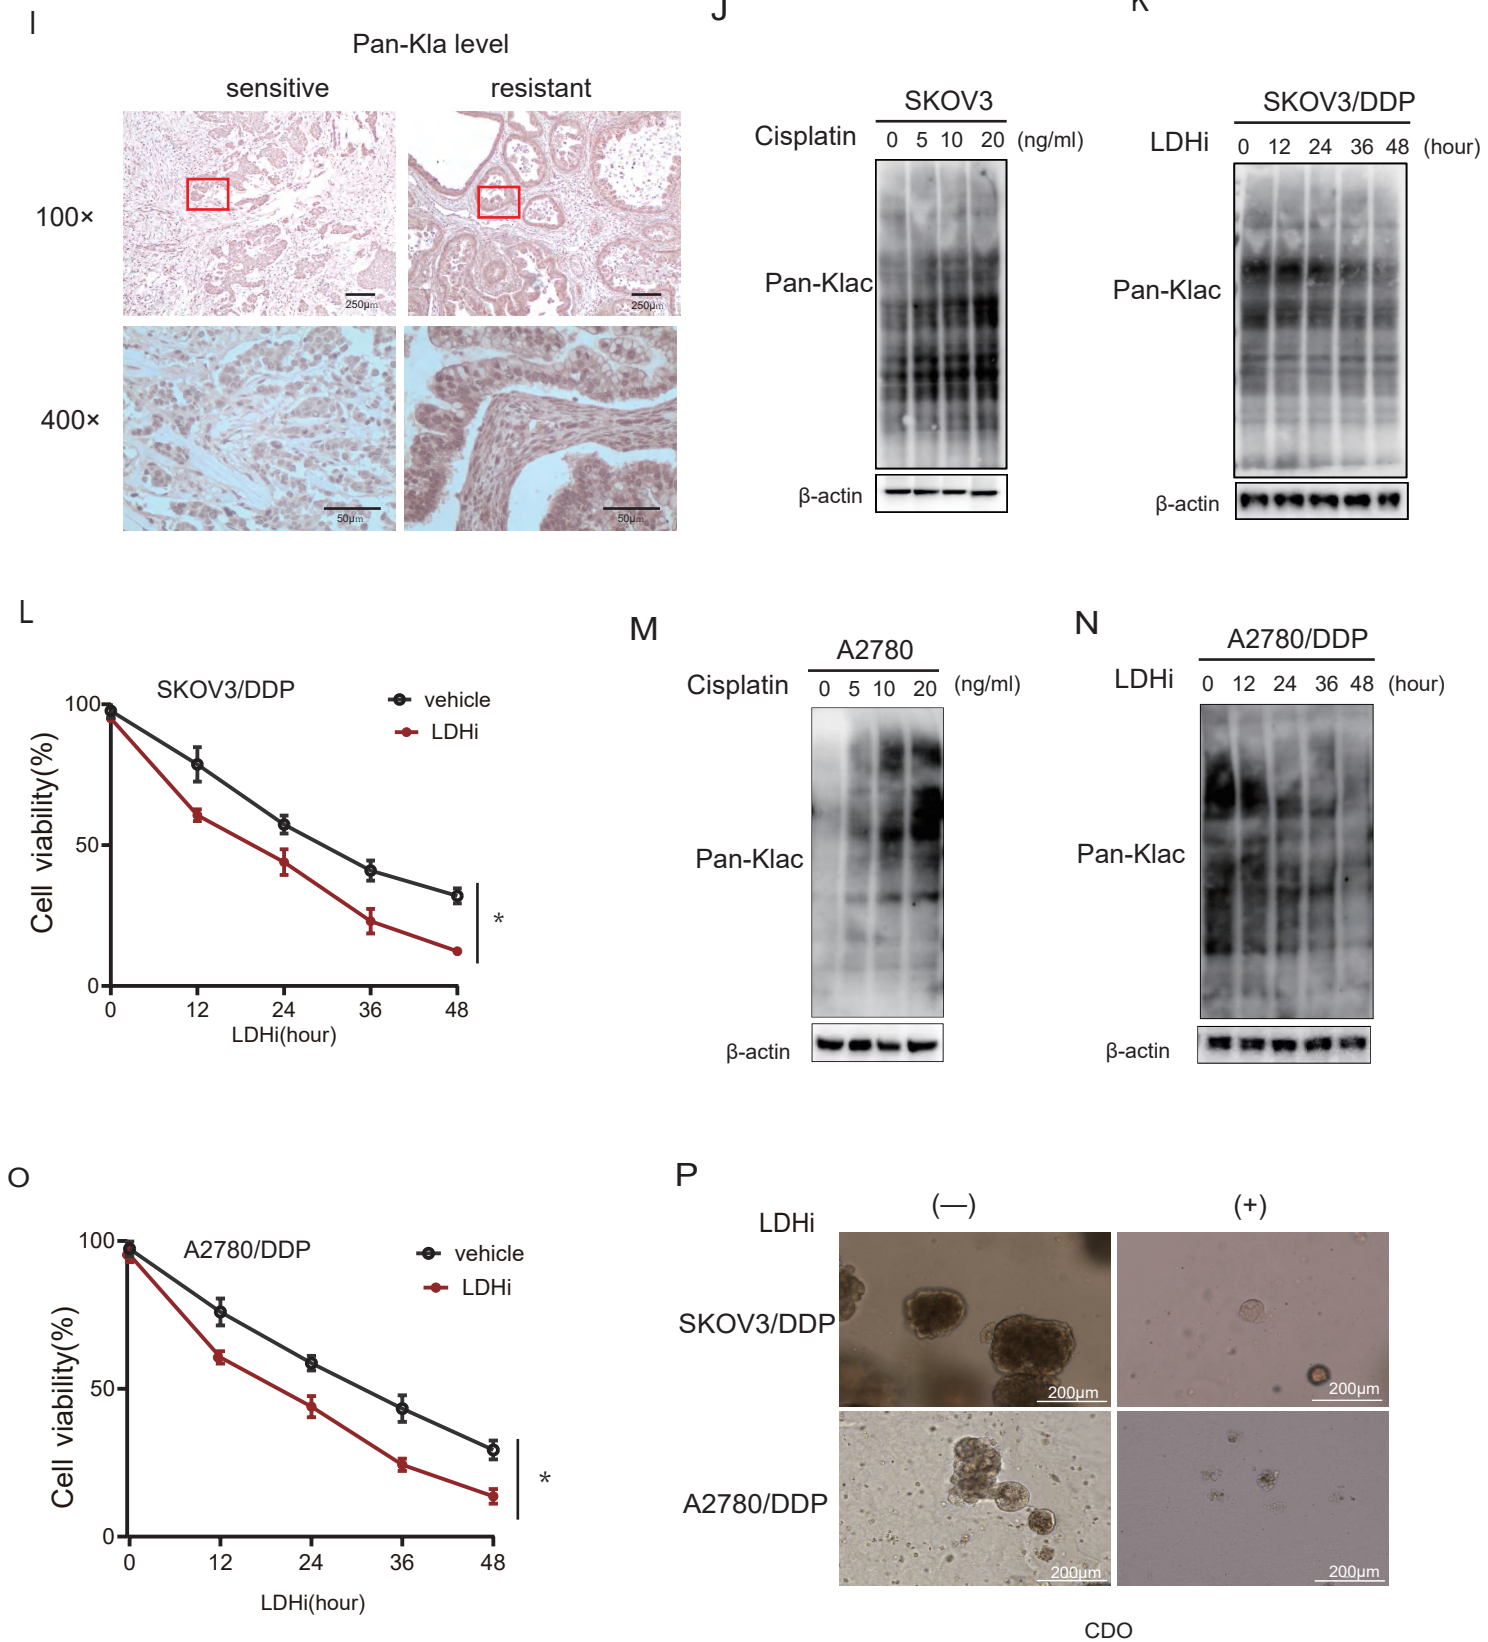 I
Pan-Kla level
sensitive resistant
100×
250μm 250μm
400×
50μm 50μm
J
SKOV3
Cisplatin 0 5 10 20 (ng/ml)
Pan-Klac
β-actin
K
SKOV3/DDP
LDHi 0 12 24 36 48 (hour)
Pan-Klac
β-actin
L
SKOV3/DDP
vehicle
LDHi
Cell viability(%)
100
50
0
0 12 24 36 48
LDHi(hour)
*
M
A2780
Cisplatin 0 5 10 20 (ng/ml)
Pan-Klac
β-actin
N
A2780/DDP
LDHi 0 12 24 36 48 (hour)
Pan-Klac
β-actin
O
A2780/DDP
vehicle
LDHi
Cell viability(%)
100
50
0
0 12 24 36 48
LDHi(hour)
*
P
LDHi (—) (+)
SKOV3/DDP
200μm 200μm
A2780/DDP
200μm 200μm
CDO